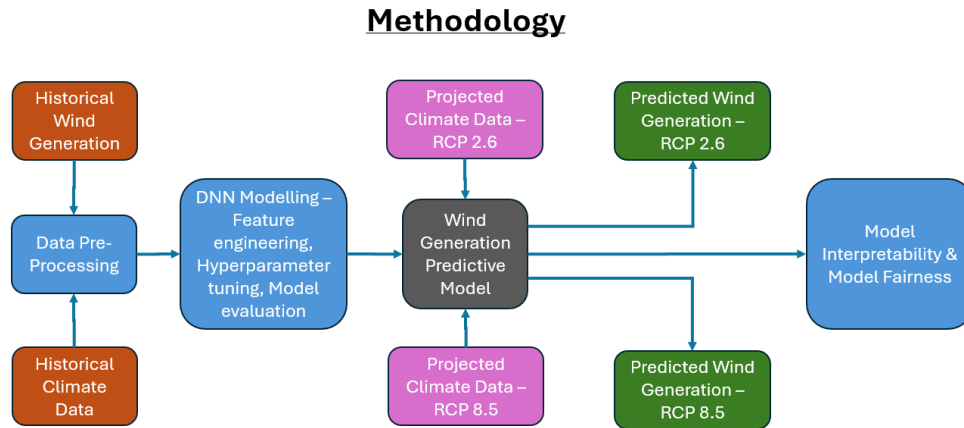 Methodology
Historical
Wind
Generation
Projected
Climate Data –
RCP 2.6
Predicted Wind
Generation –
RCP 2.6
Data Pre-
Processing
DNN Modelling –
Feature
engineering,
Hyperparameter
tuning, Model
evaluation
Wind
Generation
Predictive
Model
Model
Interpretability &
Model Fairness
Historical
Climate
Data
Projected
Climate Data –
RCP 8.5
Predicted Wind
Generation –
RCP 8.5